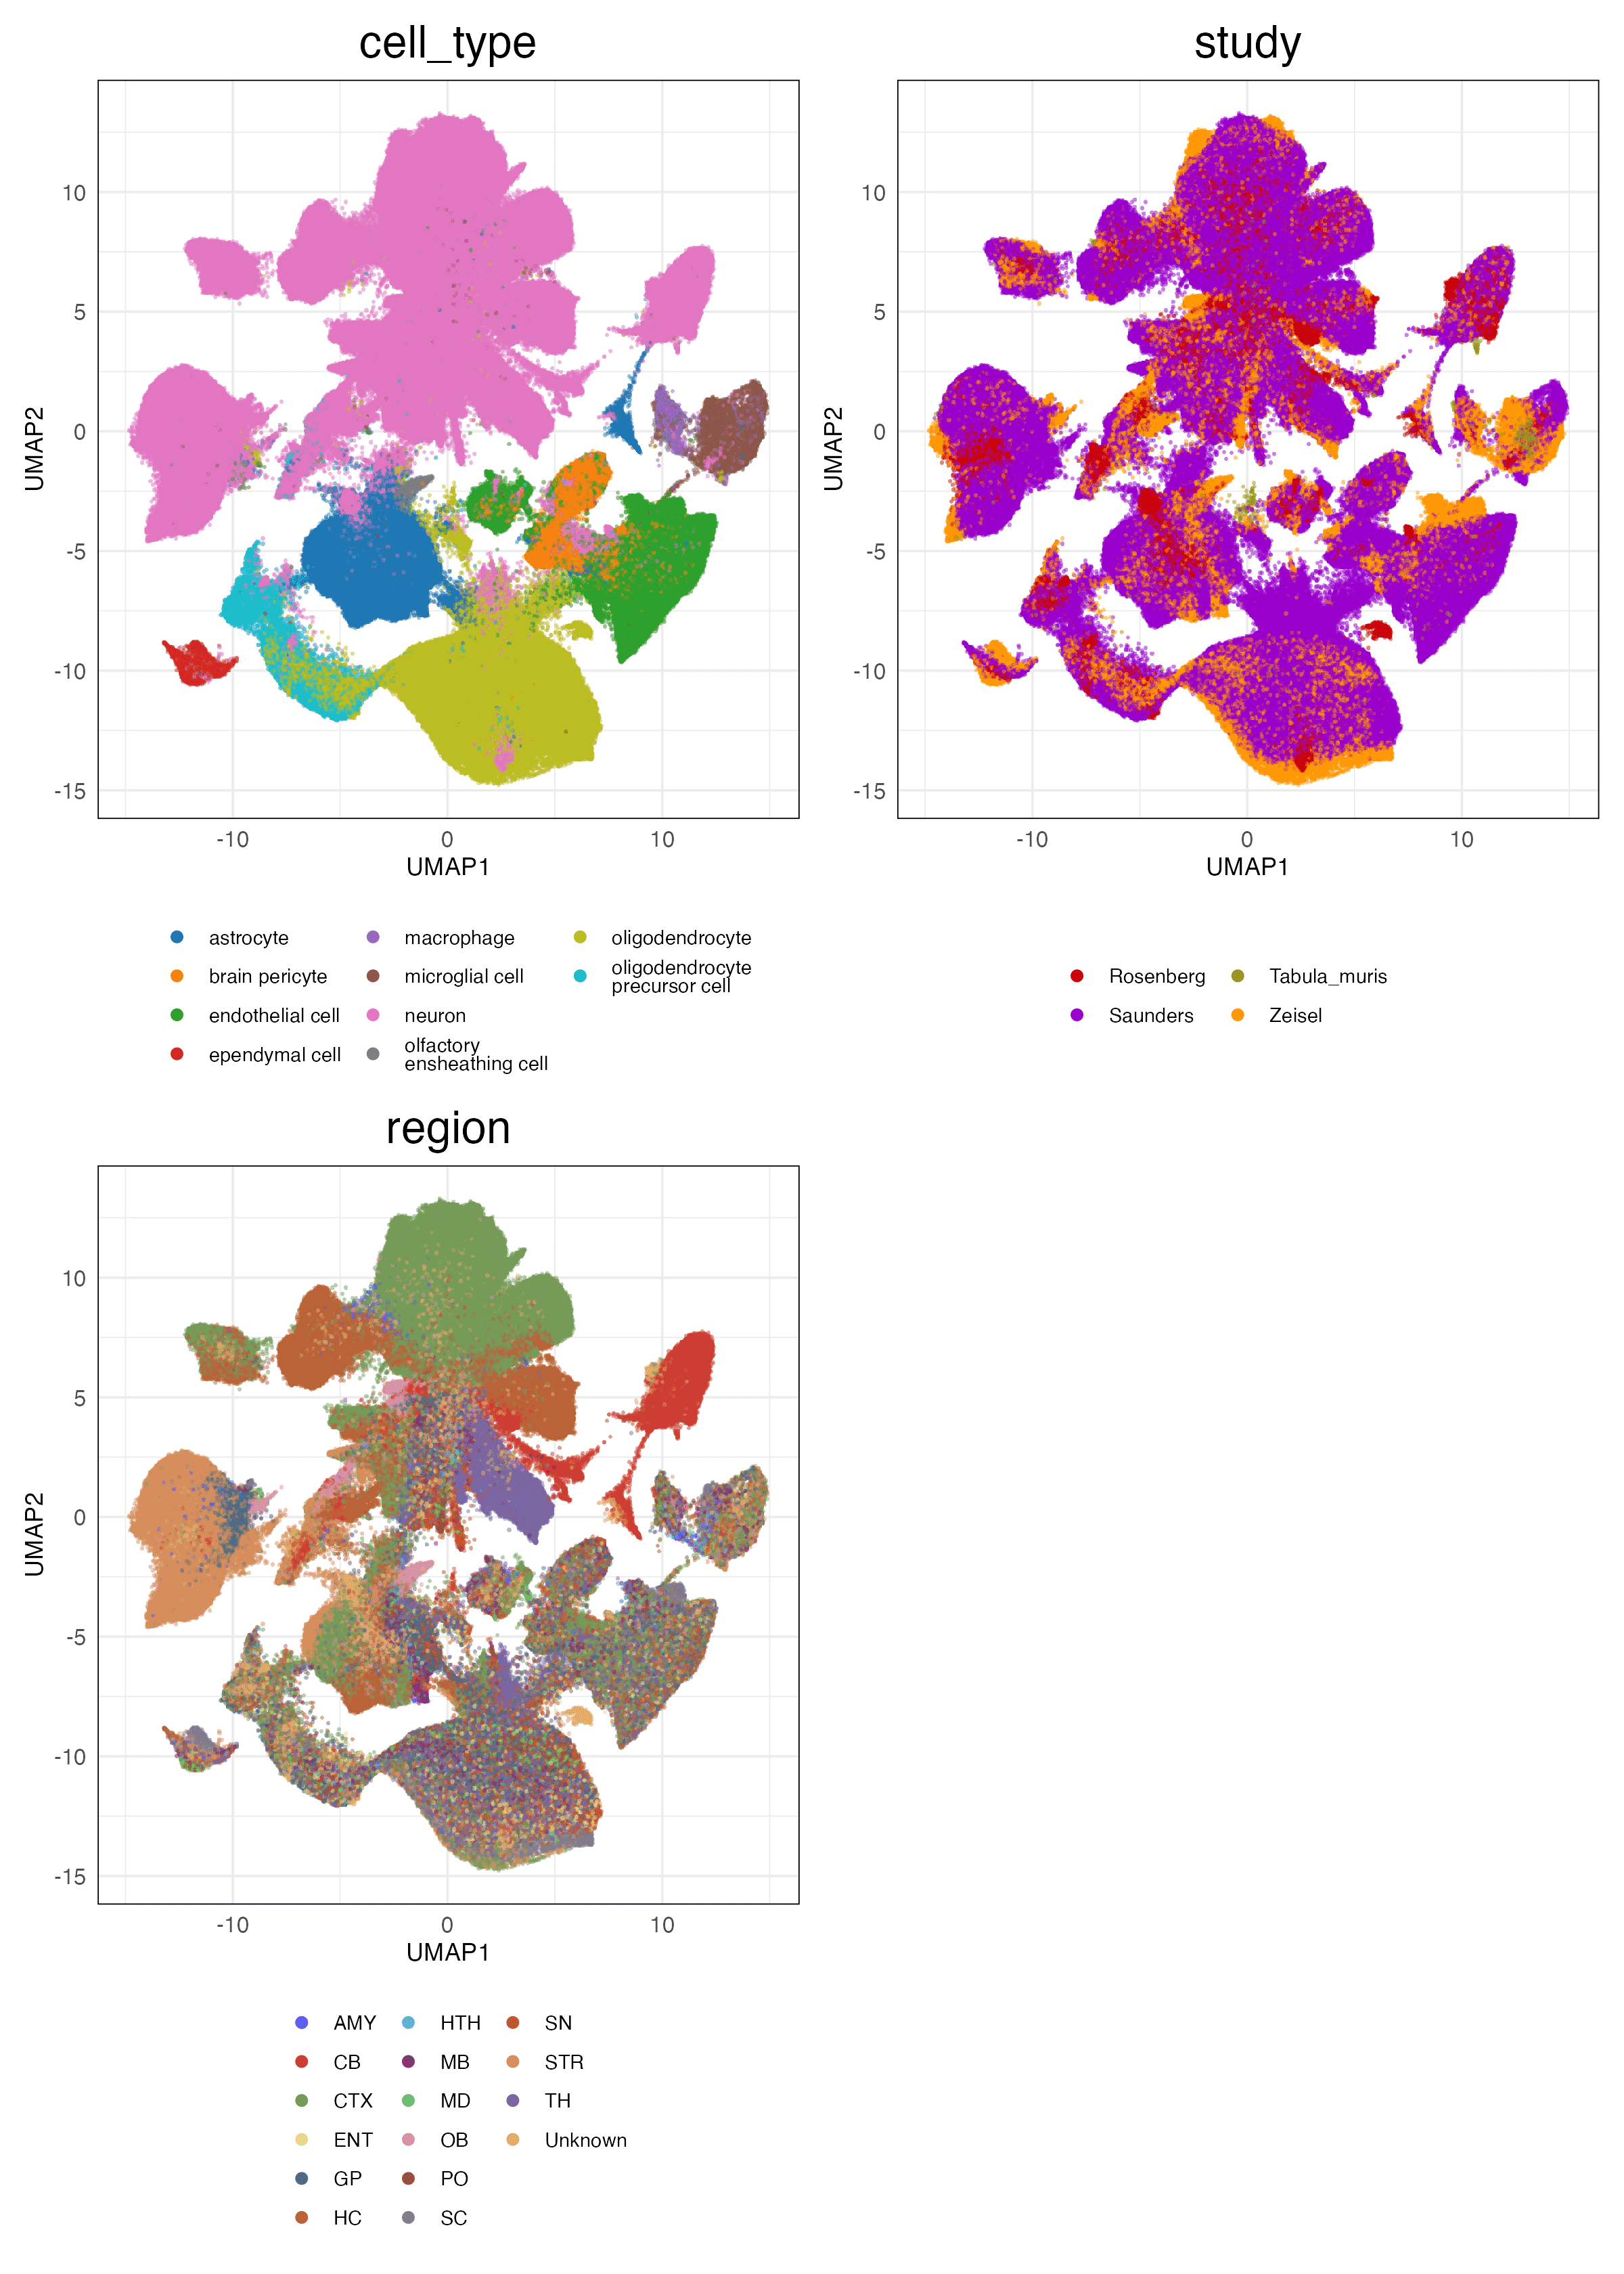 cell_type
study
10
5
0
-5
-10
-15
UMAP2
-10
0
10
UMAP1
10
5
0
-5
-10
-15
UMAP2
-10
0
10
UMAP1
astrocyte
brain pericyte
endothelial cell
ependymal cell
macrophage
microglial cell
neuron
olfactory
ensheathing cell
oligodendrocyte
oligodendrocyte
precursor cell
Rosenberg
Saunders
Tabula_muris
Zeisel
region
10
5
0
-5
-10
-15
UMAP2
-10
0
10
UMAP1
AMY
CB
CTX
ENT
GP
HC
HTH
MB
MD
OB
PO
SC
SN
STR
TH
Unknown